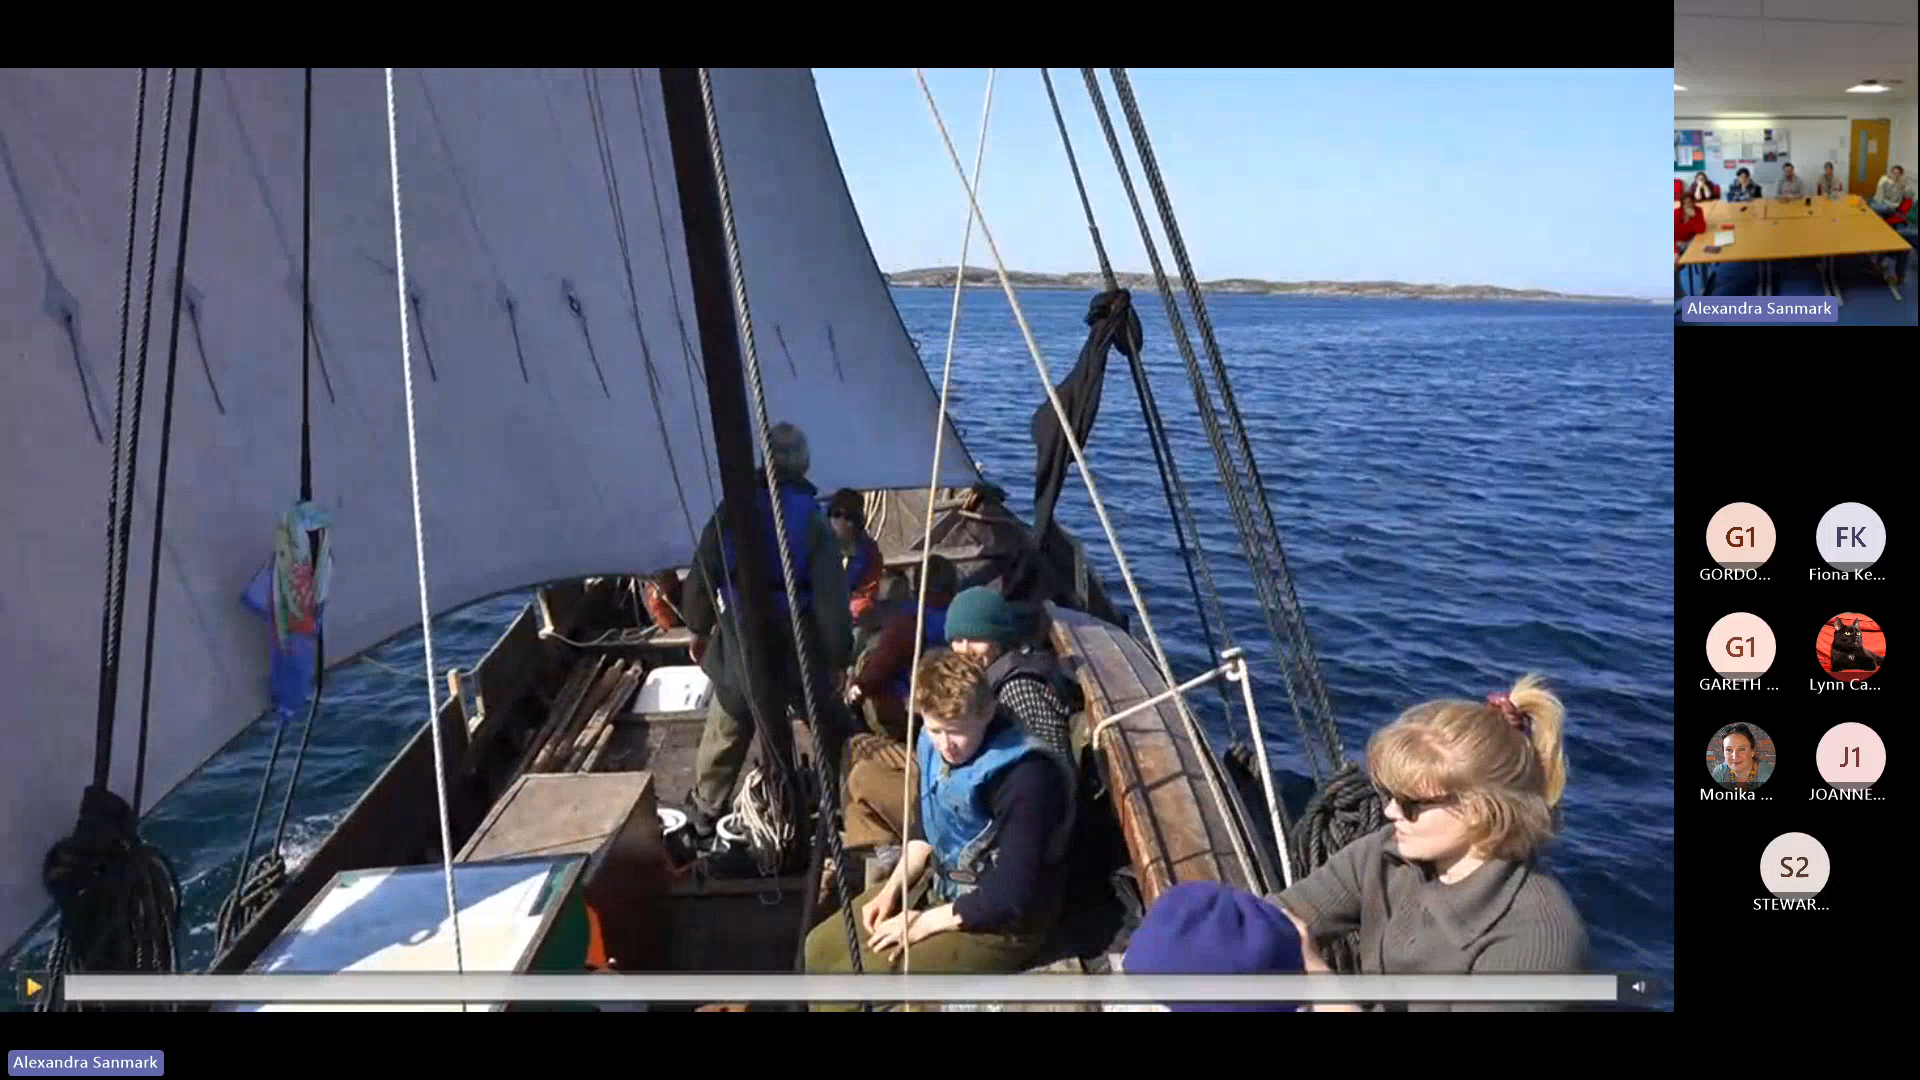 Alexandra Sanmark
G1
FK
GORDO...
Fiona Ke...
G1
GARETH ...
Lynn Ca...
J1
Monika ...
JOANNE...
S2
STEWAR...
Alexandra Sanmark